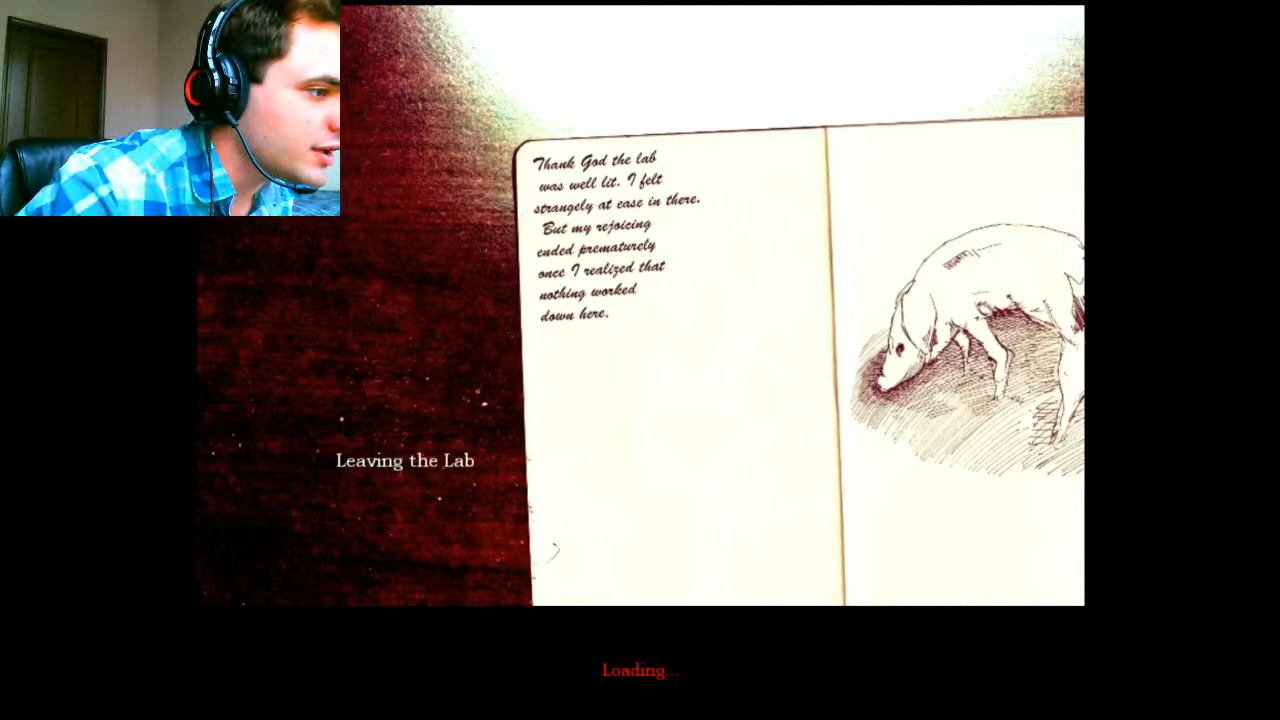 Thank God the lab
was well lit. I felt
strangely at ease in there.
But my rejoicing
ended prematurely
once I realized that
nothing worked
down here.
Leaving the Lab
Loading...